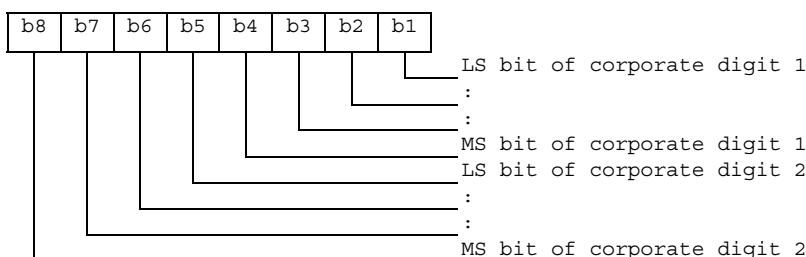 b8 b7 b6 b5 b4 b3 b2 b1
LS bit of corporate digit 1
:
:
MS bit of corporate digit 1
LS bit of corporate digit 2
:
:
MS bit of corporate digit 2